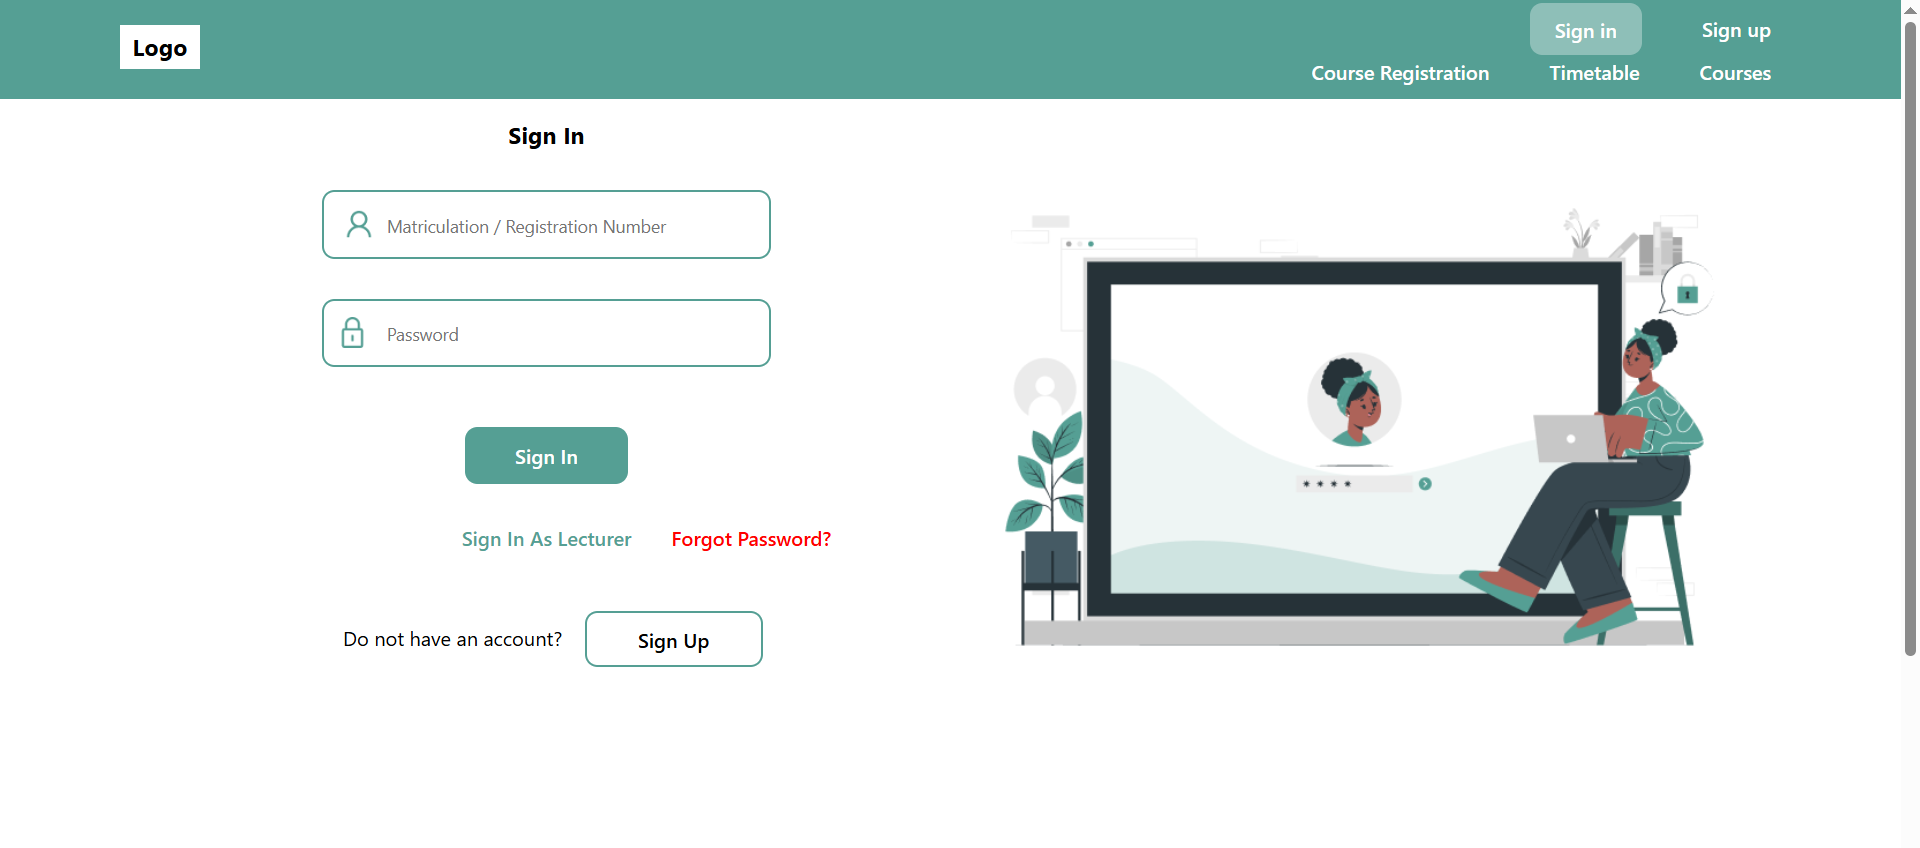 Logo
Sign in Sign up
Course Registration Timetable Courses
Sign In
Matriculation / Registration Number
Password
Sign In
Sign In As Lecturer Forgot Password?
Do not have an account? Sign Up
* * * *